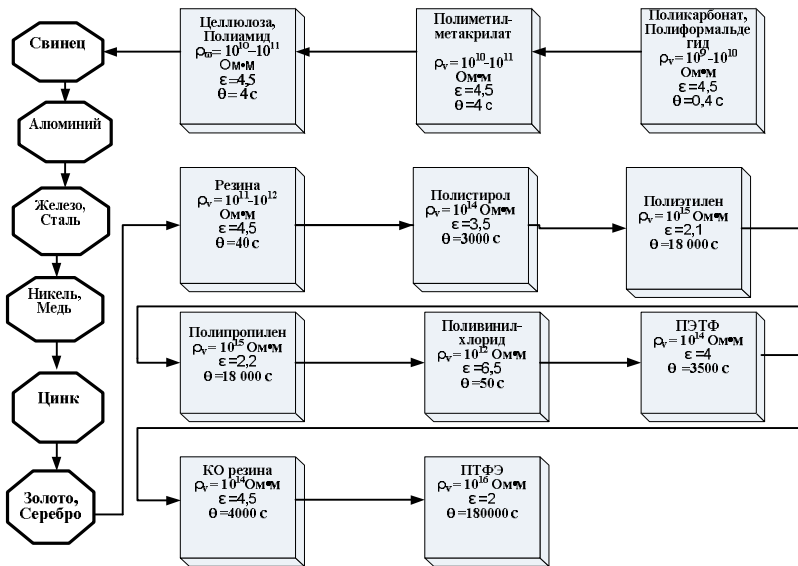 Свинец
Алюминий
Железо,
Сталь
Никель,
Медь
Цинк
Золото,
Серебро
Целлюлоза,
Полиамид
ρω= 10¹⁰–10¹¹
Ом•м
ε=4,5
θ= 4 с
Полиметил-
метакрилат
ρv = 10¹⁰-10¹¹
Ом•м
ε=4,5
θ=4 с
Поликарбонат,
Полиформальде
гид
ρv = 10⁹-10¹⁰
Ом•м
ε=4,5
θ=0,4 с
Резина
ρv = 10¹¹-10¹²
Ом•м
ε=4,5
θ =40 с
Полистирол
ρv = 10¹⁴ Ом•м
ε=3,5
θ =3000 с
Полиэтилен
ρv = 10¹⁵ Ом•м
ε=2,1
θ =18 000 с
Полипропилен
ρv = 10¹⁵ Ом•м
ε=2,2
θ =18 000 с
Поливинил-
хлорид
ρv = 10¹² Ом•м
ε=6,5
θ =50 с
ПЭТФ
ρv = 10¹⁴ Ом•м
ε =4
θ =3500 с
КО резина
ρv = 10¹⁴Ом•м
ε=4,5
θ=4000 с
ПТФЭ
ρv = 10¹⁶ Ом•м
ε=2
θ=180000 с